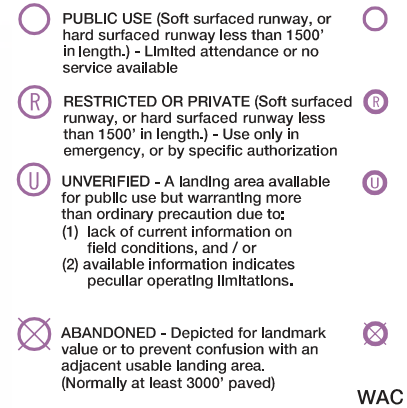 PUBLIC USE (Soft surfaced runway, or
hard surfaced runway less than 1500'
in length.) - Limited attendance or no
service available
R RESTRICTED OR PRIVATE (Soft surfaced R
runway, or hard surfaced runway less
than 1500' in length.) - Use only in
emergency, or by specific authorization
U UNVERIFIED - A landing area available U
for public use but warranting more
than ordinary precaution due to:
(1) lack of current information on
field conditions, and / or
(2) available information indicates
peculiar operating limitations.
ABANDONED - Depicted for landmark
value or to prevent confusion with an
adjacent usable landing area.
(Normally at least 3000' paved)
WAC